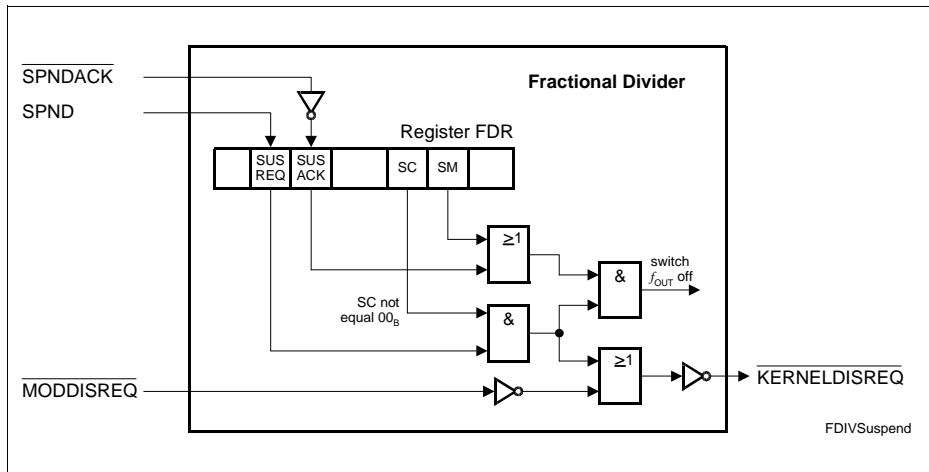 SPNDACK
SPND
Fractional Divider
Register FDR
SUS
REQ
SUS
ACK
SC
SM
≥1
&
switch
fOUT off
SC not
equal 00B
&
≥1
MODDISREQ
KERNELDISREQ
FDIVSuspend